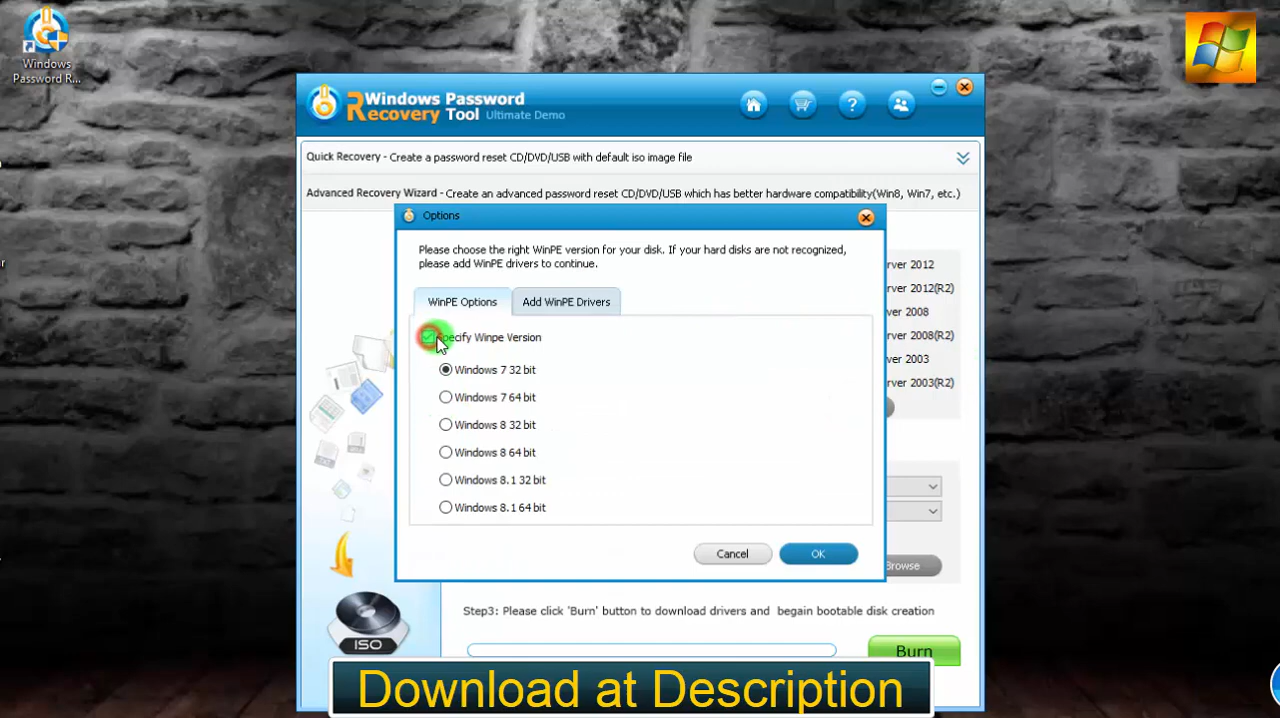 Windows
Password R...
Windows Password
Recovery Tool Ultimate Demo
?
Quick Recovery - Create a password reset CD/DVD/USB with default iso image file
Advanced Recovery Wizard - Create an advanced password reset CD/DVD/USB which has better hardware compatibility(Win8, Win7, etc.)
Options
Please choose the right WinPE version for your disk. If your hard disks are not recognized,
please add WinPE drivers to continue.
WinPE Options
Add WinPE Drivers
ecify Winpe Version
Windows 7 32 bit
Windows 7 64 bit
Windows 8 32 bit
Windows 8 64 bit
Windows 8.1 32 bit
Windows 8.1 64 bit
Cancel
OK
rver 2012
rver 2012(R2)
ver 2008
rver 2008(R2)
ver 2003
rver 2003(R2)
Browse
Step3: Please click 'Burn' button to download drivers and begain bootable disk creation
ISO
Burn
Download at Description